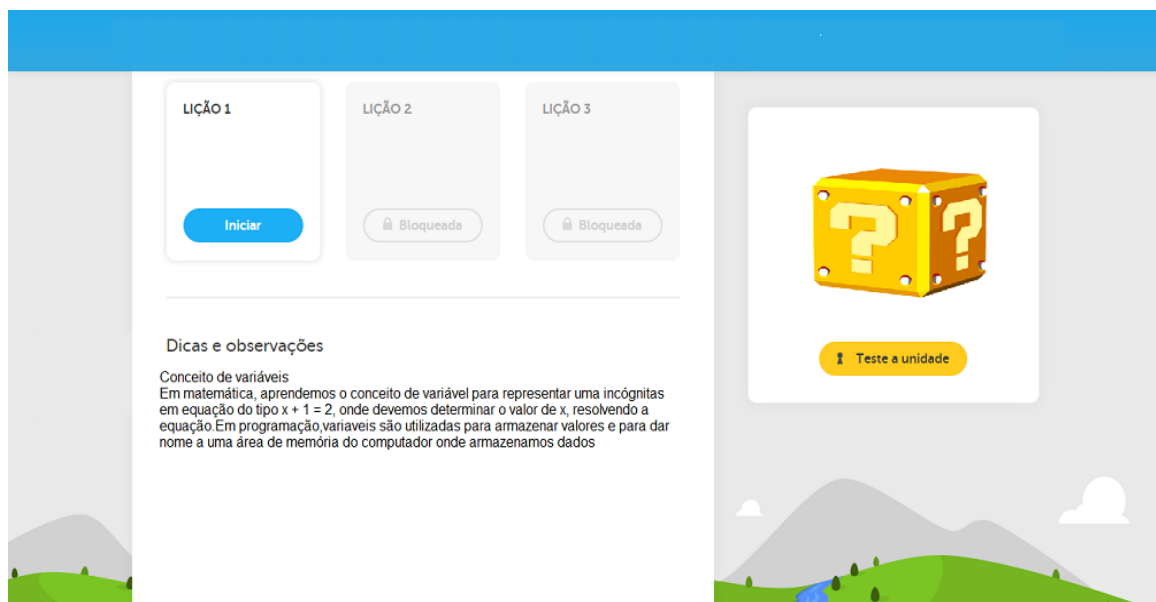 LIÇÃO 1
LIÇÃO 2
LIÇÃO 3
Iniciar
Bloqueada
Bloqueada
Dicas e observações
Conceito de variáveis
Em matemática, aprendemos o conceito de variável para representar uma incógnitas
em equação do tipo x + 1 = 2, onde devemos determinar o valor de x, resolvendo a
equação.Em programação,variaveis são utilizadas para armazenar valores e para dar
nome a uma área de memória do computador onde armazenamos dados
? ?
Teste a unidade